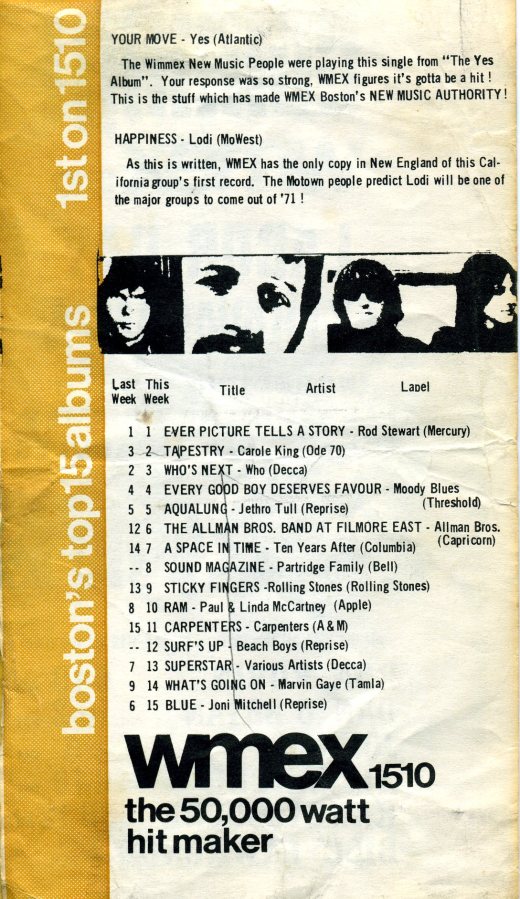 1st on 1510
YOUR MOVE - Yes (Atlantic)
The Wimmex New Music People were playing this single from "The Yes
Album". Your response was so strong, WMEX figures it's gotta be a hit !
This is the stuff which has made WMEX Boston's NEW MUSIC AUTHORITY !
HAPPINESS - Lodi (MoWest)
As this is written, WMEX has the only copy in New England of this Cal-
ifornia group's first record. The Motown people predict Lodi will be one of
the major groups to come out of '71 !
boston's top 15 albums
Last This
Week Week Title Artist Label
1 1 EVER PICTURE TELLS A STORY - Rod Stewart (Mercury)
3 2 TAPESTRY - Carole King (Ode 70)
2 3 WHO'S NEXT - Who (Decca)
4 4 EVERY GOOD BOY DESERVES FAVOUR - Moody Blues
(Threshold)
5 5 AQUALUNG - Jethro Tull (Reprise)
12 6 THE ALLMAN BROS. BAND AT FILMORE EAST - Allman Bros.
(Capricorn)
14 7 A SPACE IN TIME - Ten Years After (Columbia)
-- 8 SOUND MAGAZINE - Partridge Family (Bell)
13 9 STICKY FINGERS -Rolling Stones (Rolling Stones)
8 10 RAM - Paul & Linda McCartney (Apple)
15 11 CARPENTERS - Carpenters (A & M)
-- 12 SURF'S UP - Beach Boys (Reprise)
7 13 SUPERSTAR - Various Artists (Decca)
9 14 WHAT'S GOING ON - Marvin Gaye (Tamla)
6 15 BLUE - Joni Mitchell (Reprise)
wmex 1510
the 50,000 watt
hit maker